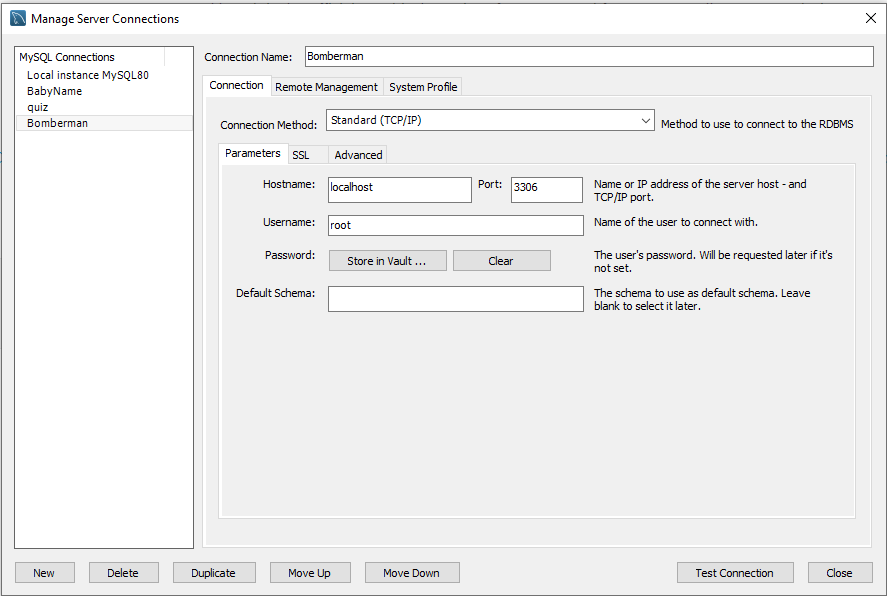 Manage Server Connections
MySQL Connections
Local instance MySQL80
BabyName
quiz
Bomberman
Connection Name: Bomberman
Connection Remote Management System Profile
Connection Method: Standard (TCP/IP) Method to use to connect to the RDBMS
Parameters SSL Advanced
Hostname: localhost Port: 3306 Name or IP address of the server host - and
TCP/IP port.
Username: root Name of the user to connect with.
Password: Store in Vault ... Clear The user's password. Will be requested later if it's
not set.
Default Schema: The schema to use as default schema. Leave
blank to select it later.
New Delete Duplicate Move Up Move Down Test Connection Close